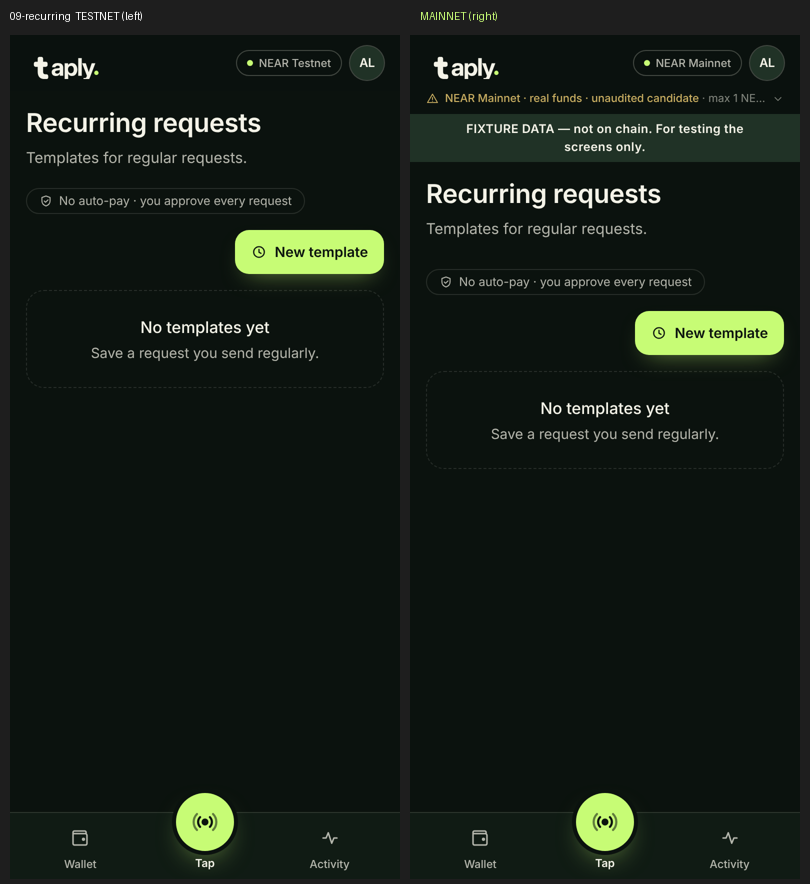 09-recurring TESTNET (left)
MAINNET (right)
taply.
NEAR Testnet
AL
Recurring requests
Templates for regular requests.
No auto-pay · you approve every request
New template
No templates yet
Save a request you send regularly.
Wallet
Tap
Activity
taply.
NEAR Mainnet
AL
NEAR Mainnet · real funds · unaudited candidate · max 1 NE...
FIXTURE DATA — not on chain. For testing the
screens only.
Recurring requests
Templates for regular requests.
No auto-pay · you approve every request
New template
No templates yet
Save a request you send regularly.
Wallet
Tap
Activity